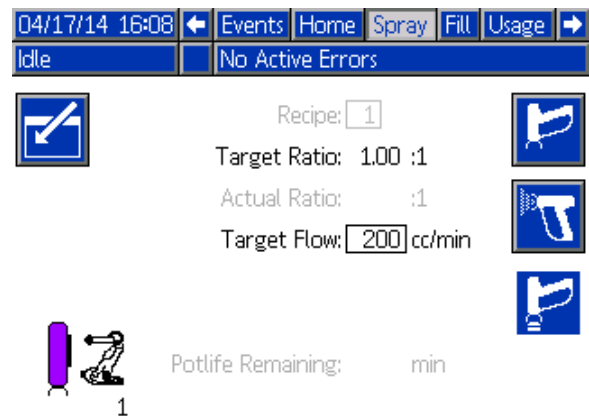 04/17/14 16:08 Events Home Spray Fill Usage
Idle No Active Errors
Recipe: 1
Target Ratio: 1.00 :1
Actual Ratio: :1
Target Flow: 200 cc/min
Potlife Remaining: min
1